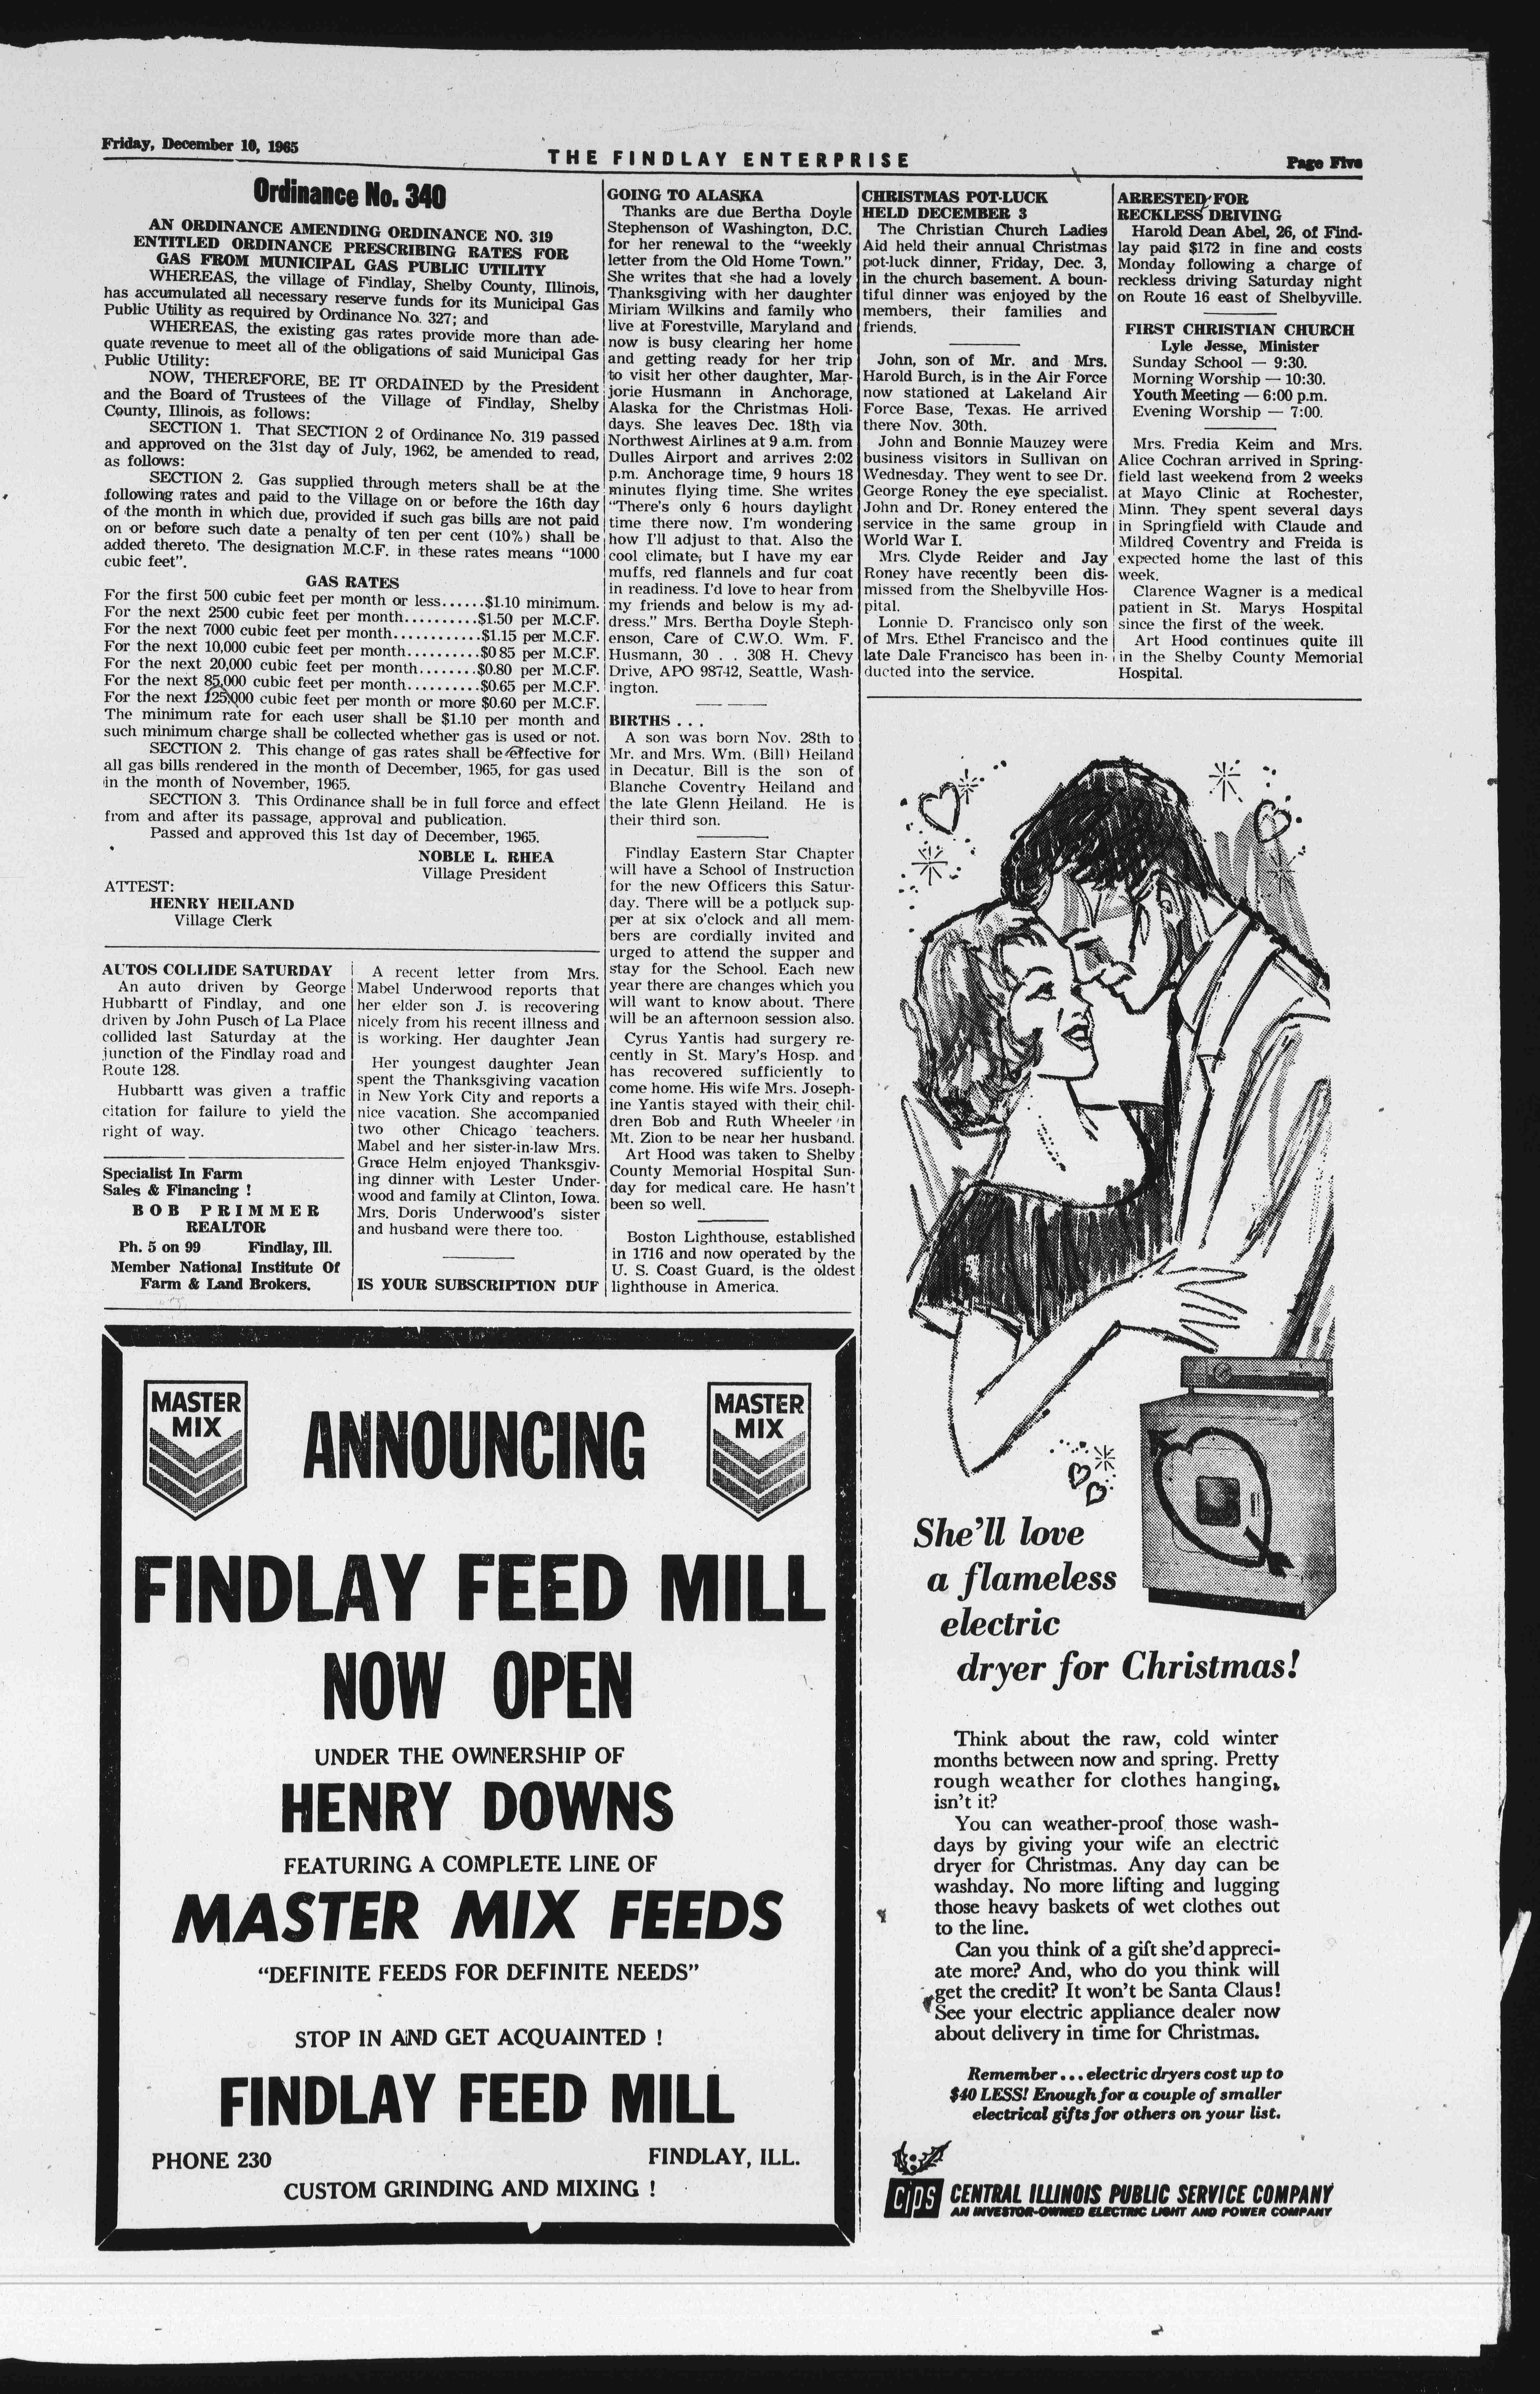 Friday, December 10, 1965
THE FINDLAY ENTERPRISE
Page Five
Ordinance No. 340
AN ORDINANCE AMENDING ORDINANCE NO. 319
ENTITLED ORDINANCE PRESCRIBING RATES FOR
GAS FROM MUNICIPAL GAS PUBLIC UTILITY
WHEREAS, the village of Findlay, Shelby County, Illinois,
has accumulated all necessary reserve funds for its Municipal Gas
Public Utility as required by Ordinance No. 327; and
WHEREAS, the existing gas rates provide more than ade-
quate revenue to meet all of the obligations of said Municipal Gas
Public Utility:
NOW, THEREFORE, BE IT ORDAINED by the President
and the Board of Trustees of the Village of Findlay, Shelby
County, Illinois, as follows:
SECTION 1. That SECTION 2 of Ordinance No. 319 passed
and approved on the 31st day of July, 1962, be amended to read,
as follows:
SECTION 2. Gas supplied through meters shall be at the
following rates and paid to the Village on or before the 16th day
of the month in which due, provided if such gas bills are not paid
on or before such date a penalty of ten per cent (10%) shall be
added thereto. The designation M.C.F. in these rates means "1000
cubic feet".
GAS RATES
For the first 500 cubic feet per month or less......$1.10 minimum.
For the next 2500 cubic feet per month..........$1.50 per M.C.F.
For the next 7000 cubic feet per month............$1.15 per M.C.F.
For the next 10,000 cubic feet per month..........$0 85 per M.C.F.
For the next 20,000 cubic feet per month........$0.80 per M.C.F.
For the next 85,000 cubic feet per month..........$0.65 per M.C.F.
For the next 125,000 cubic feet per month or more $0.60 per M.C.F.
The minimum rate for each user shall be $1.10 per month and
such minimum charge shall be collected whether gas is used or not.
SECTION 2. This change of gas rates shall be effective for
all gas bills rendered in the month of December, 1965, for gas used
in the month of November, 1965.
SECTION 3. This Ordinance shall be in full force and effect
from and after its passage, approval and publication.
Passed and approved this 1st day of December, 1965.
NOBLE L. RHEA
Village President
ATTEST:
HENRY HEILAND
Village Clerk
AUTOS COLLIDE SATURDAY
An auto driven by George
Hubbartt of Findlay, and one
driven by John Pusch of La Place
collided last Saturday at the
junction of the Findlay road and
Route 128.
Hubbartt was given a traffic
citation for failure to yield the
right of way.
Specialist In Farm
Sales & Financing !
BOB PRIMMER
REALTOR
Ph. 5 on 99 Findlay, Ill.
Member National Institute Of
Farm & Land Brokers.
A recent letter from Mrs.
Mabel Underwood reports that
her elder son J. is recovering
nicely from his recent illness and
is working. Her daughter Jean
Her youngest daughter Jean
spent the Thanksgiving vacation
in New York City and reports a
nice vacation. She accompanied
two other Chicago teachers.
Mabel and her sister-in-law Mrs.
Grace Helm enjoyed Thanksgiv-
ing dinner with Lester Under-
wood and family at Clinton, Iowa.
Mrs. Doris Underwood's sister
and husband were there too.
IS YOUR SUBSCRIPTION DUF
GOING TO ALASKA
Thanks are due Bertha Doyle
Stephenson of Washington, D.C.
for her renewal to the "weekly
letter from the Old Home Town."
She writes that she had a lovely
Thanksgiving with her daughter
Miriam Wilkins and family who
live at Forestville, Maryland and
now is busy clearing her home
and getting ready for her trip
to visit her other daughter, Mar-
jorie Husmann in Anchorage,
Alaska for the Christmas Holi-
days. She leaves Dec. 18th via
Northwest Airlines at 9 a.m. from
Dulles Airport and arrives 2:02
p.m. Anchorage time, 9 hours 18
minutes flying time. She writes
"There's only 6 hours daylight
time there now. I'm wondering
how I'll adjust to that. Also the
cool climate, but I have my ear
muffs, red flannels and fur coat
in readiness. I'd love to hear from
my friends and below is my ad-
dress." Mrs. Bertha Doyle Steph-
enson, Care of C.W.O. Wm. F.
Husmann, 30 . . 308 H. Chevy
Drive, APO 98742, Seattle, Wash-
ington.
BIRTHS . . .
A son was born Nov. 28th to
Mr. and Mrs. Wm. (Bill) Heiland
in Decatur. Bill is the son of
Blanche Coventry Heiland and
the late Glenn Heiland. He is
their third son.
Findlay Eastern Star Chapter
will have a School of Instruction
for the new Officers this Satur-
day. There will be a potluck sup-
per at six o'clock and all mem-
bers are cordially invited and
urged to attend the supper and
stay for the School. Each new
year there are changes which you
will want to know about. There
will be an afternoon session also.
Cyrus Yantis had surgery re-
cently in St. Mary's Hosp. and
has recovered sufficiently to
come home. His wife Mrs. Joseph-
ine Yantis stayed with their chil-
dren Bob and Ruth Wheeler in
Mt. Zion to be near her husband.
Art Hood was taken to Shelby
County Memorial Hospital Sun-
day for medical care. He hasn't
been so well.
Boston Lighthouse, established
in 1716 and now operated by the
U. S. Coast Guard, is the oldest
lighthouse in America.
CHRISTMAS POT-LUCK
HELD DECEMBER 3
The Christian Church Ladies
Aid held their annual Christmas
pot-luck dinner, Friday, Dec. 3,
in the church basement. A boun-
tiful dinner was enjoyed by the
members, their families and
friends.
John, son of Mr. and Mrs.
Harold Burch, is in the Air Force
now stationed at Lakeland Air
Force Base, Texas. He arrived
there Nov. 30th.
John and Bonnie Mauzey were
business visitors in Sullivan on
Wednesday. They went to see Dr.
George Roney the eye specialist.
John and Dr. Roney entered the
service in the same group in
World War I.
Mrs. Clyde Reider and Jay
Roney have recently been dis-
missed from the Shelbyville Hos-
pital.
Lonnie D. Francisco only son
of Mrs. Ethel Francisco and the
late Dale Francisco has been in-
ducted into the service.
ARRESTED FOR
RECKLESS DRIVING
Harold Dean Abel, 26, of Find-
lay paid $172 in fine and costs
Monday following a charge of
reckless driving Saturday night
on Route 16 east of Shelbyville.
FIRST CHRISTIAN CHURCH
Lyle Jesse, Minister
Sunday School — 9:30.
Morning Worship — 10:30.
Youth Meeting — 6:00 p.m.
Evening Worship — 7:00.
Mrs. Fredia Keim and Mrs.
Alice Cochran arrived in Spring-
field last weekend from 2 weeks
at Mayo Clinic at Rochester,
Minn. They spent several days
in Springfield with Claude and
Mildred Coventry and Freida is
expected home the last of this
week.
Clarence Wagner is a medical
patient in St. Marys Hospital
since the first of the week.
Art Hood continues quite ill
in the Shelby County Memorial
Hospital.
MASTER
MIX
ANNOUNCING
MASTER
MIX
FINDLAY FEED MILL
NOW OPEN
UNDER THE OWNERSHIP OF
HENRY DOWNS
FEATURING A COMPLETE LINE OF
MASTER MIX FEEDS
"DEFINITE FEEDS FOR DEFINITE NEEDS"
STOP IN AND GET ACQUAINTED !
FINDLAY FEED MILL
PHONE 230
FINDLAY, ILL.
CUSTOM GRINDING AND MIXING !
She'll love
a flameless
electric
dryer for Christmas!
Think about the raw, cold winter
months between now and spring. Pretty
rough weather for clothes hanging,
isn't it?
You can weather-proof those wash-
days by giving your wife an electric
dryer for Christmas. Any day can be
washday. No more lifting and lugging
those heavy baskets of wet clothes out
to the line.
Can you think of a gift she'd appreci-
ate more? And, who do you think will
get the credit? It won't be Santa Claus!
See your electric appliance dealer now
about delivery in time for Christmas.
Remember...electric dryers cost up to
$40 LESS! Enough for a couple of smaller
electrical gifts for others on your list.
CIPS CENTRAL ILLINOIS PUBLIC SERVICE COMPANY
AN INVESTOR-OWNED ELECTRIC LIGHT AND POWER COMPANY